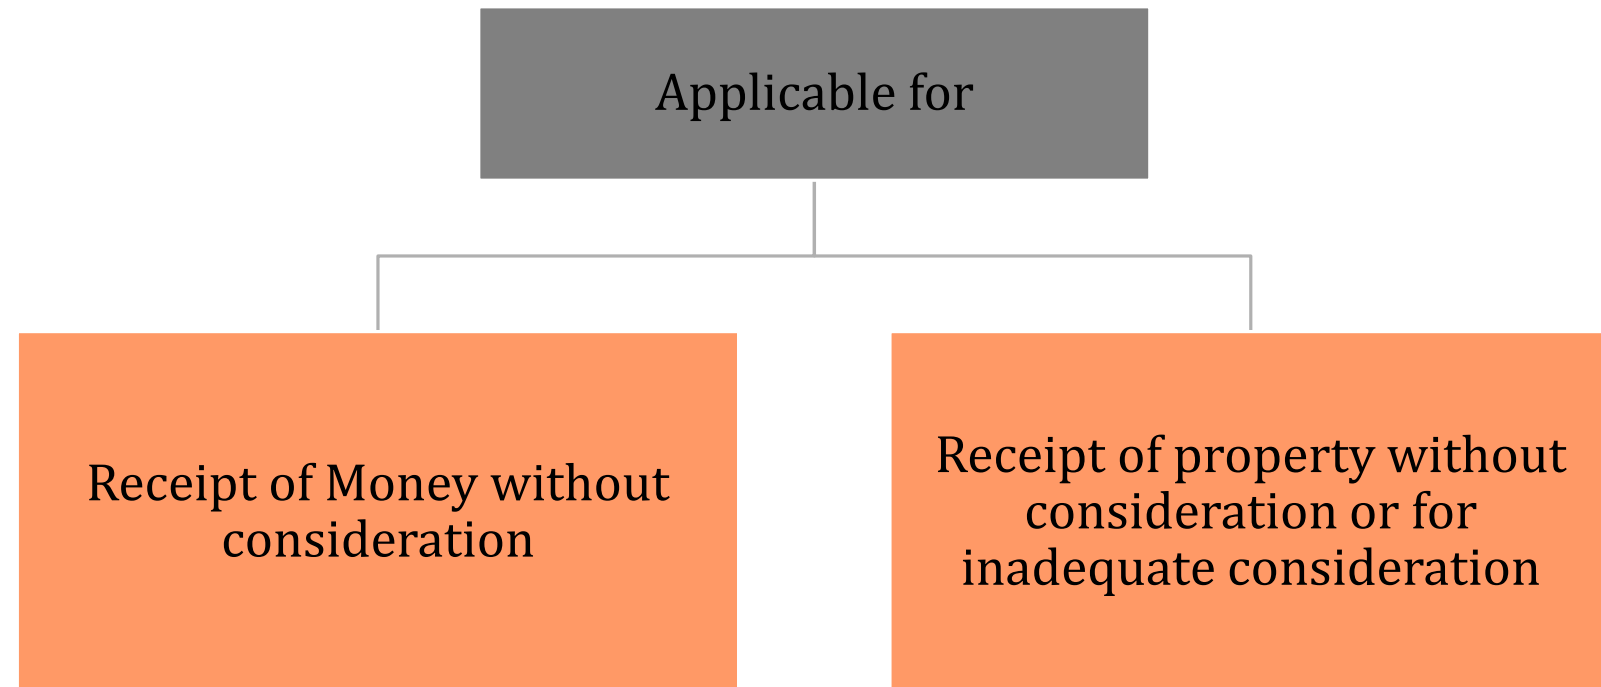 Applicable for
Receipt of Money without
consideration
Receipt of property without
consideration or for
inadequate consideration